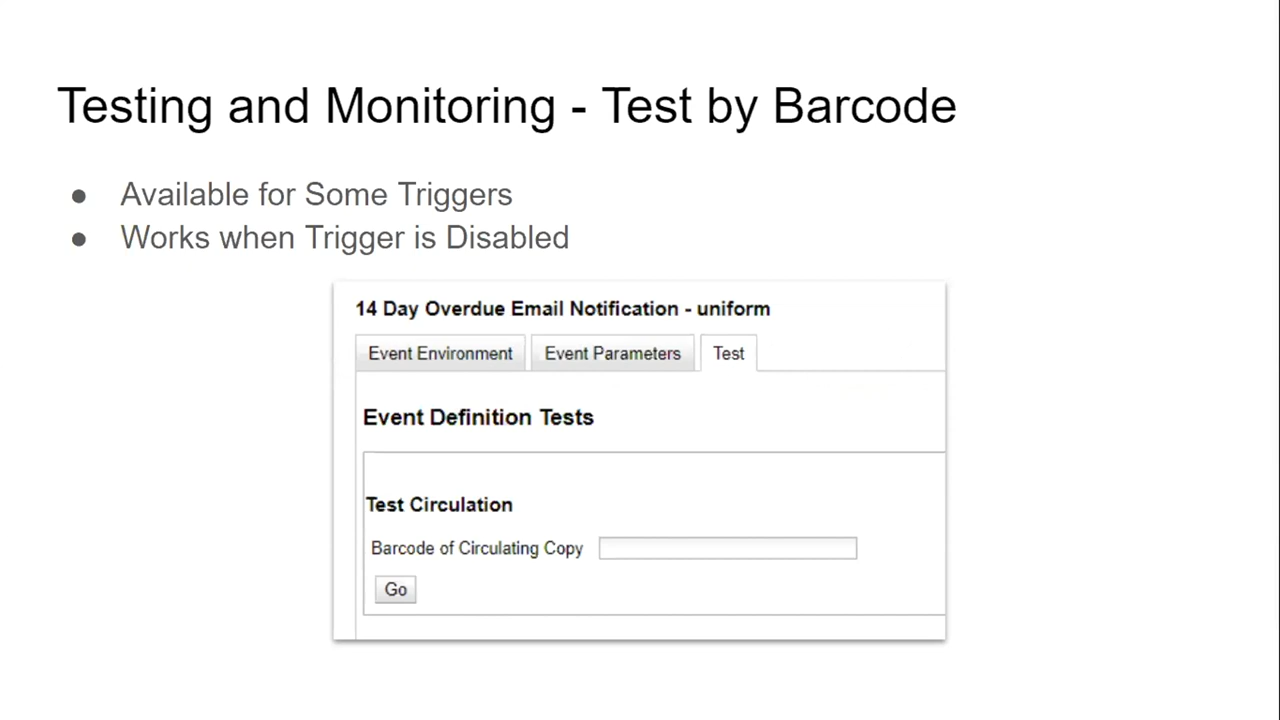 Testing and Monitoring - Test by Barcode
● Available for Some Triggers
● Works when Trigger is Disabled
14 Day Overdue Email Notification - uniform
Event Environment Event Parameters Test
Event Definition Tests
Test Circulation
Barcode of Circulating Copy
Go